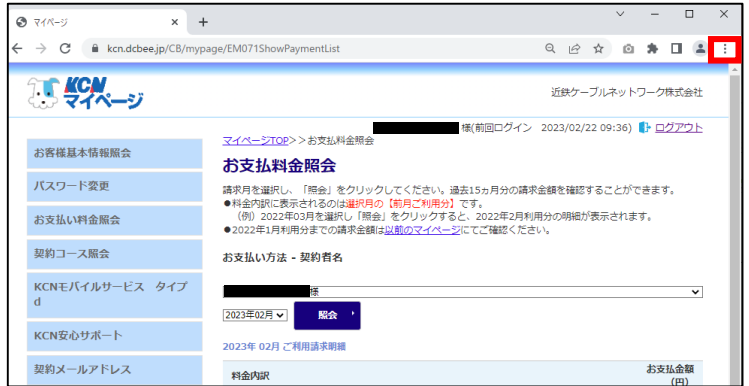 マイページ
kcn.dcbee.jp/CB/mypage/EM071ShowPaymentList
KCN
マイページ
近鉄ケーブルネットワーク株式会社
様(前回ログイン 2023/02/22 09:36) ログアウト
マイページTOP>>お支払料金照会
お支払料金照会
請求月を選択し、「照会」をクリックしてください。過去15ヵ月分の請求金額を確認することができます。
●料金内訳に表示されるのは選択月の【前月ご利用分】です。
（例）2022年03月を選択し「照会」をクリックすると、2022年2月利用分の明細が表示されます。
●2022年1月利用分までの請求金額は以前のマイページにてご確認ください。
お支払い方法 - 契約者名
様
2023年02月 照会
2023年 02月 ご利用請求明細
料金内訳 お支払金額
(円)
お客様基本情報照会
パスワード変更
お支払い料金照会
契約コース照会
KCNモバイルサービス タイプ
d
KCN安心サポート
契約メールアドレス